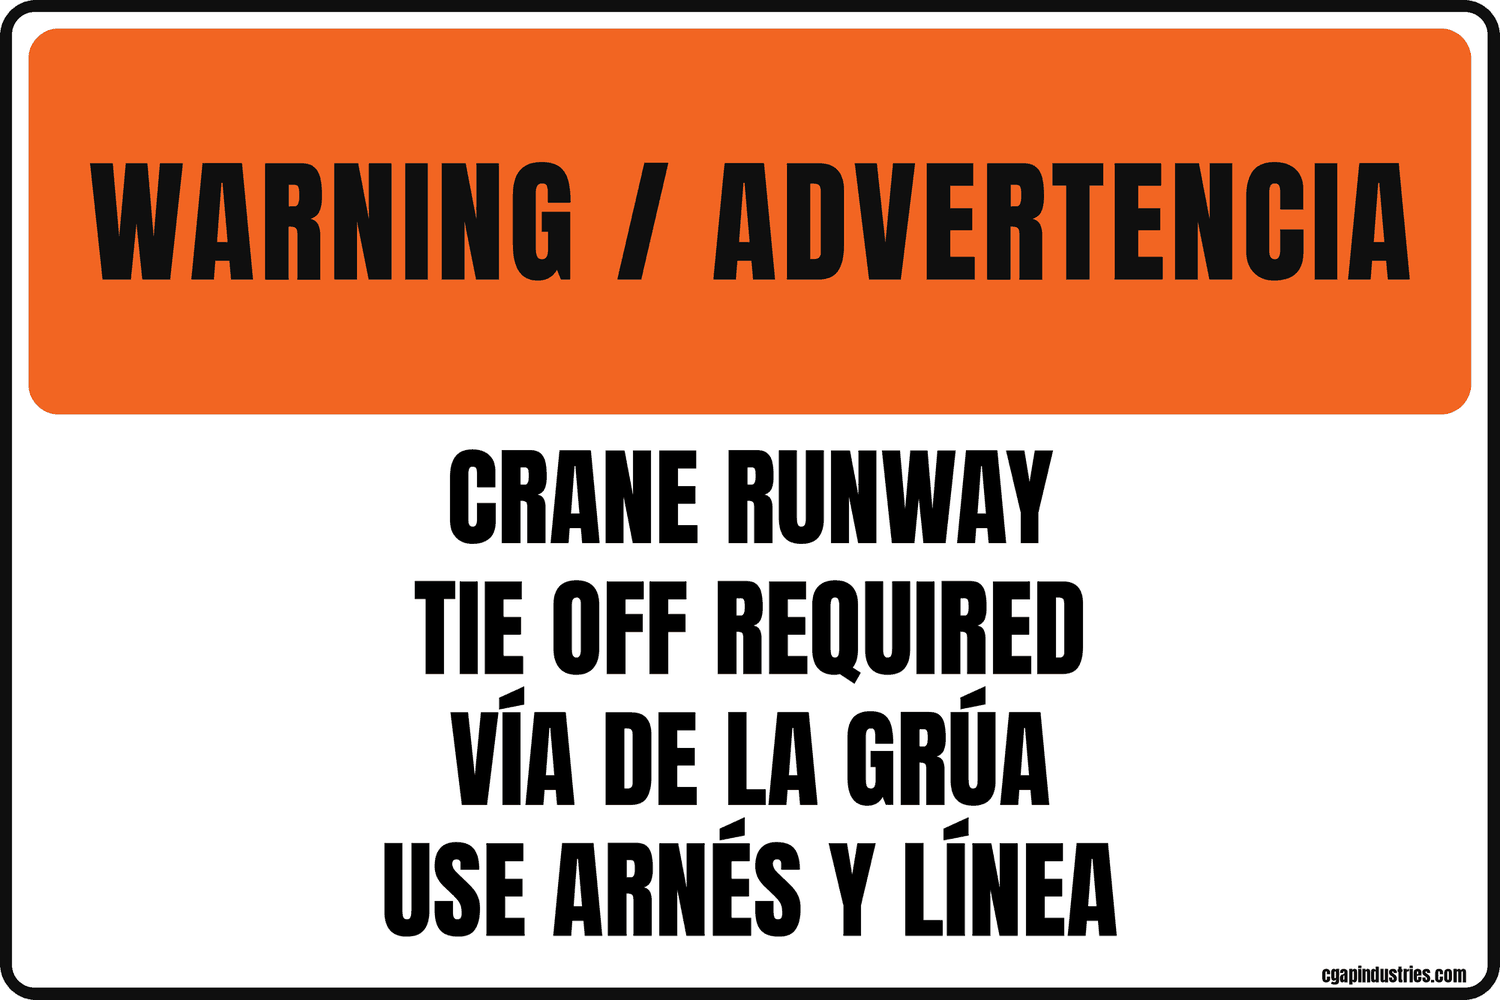 WARNING / ADVERTENCIA
CRANE RUNWAY
TIE OFF REQUIRED
VÍA DE LA GRÚA
USE ARNÉS Y LÍNEA
cgapindustries.com